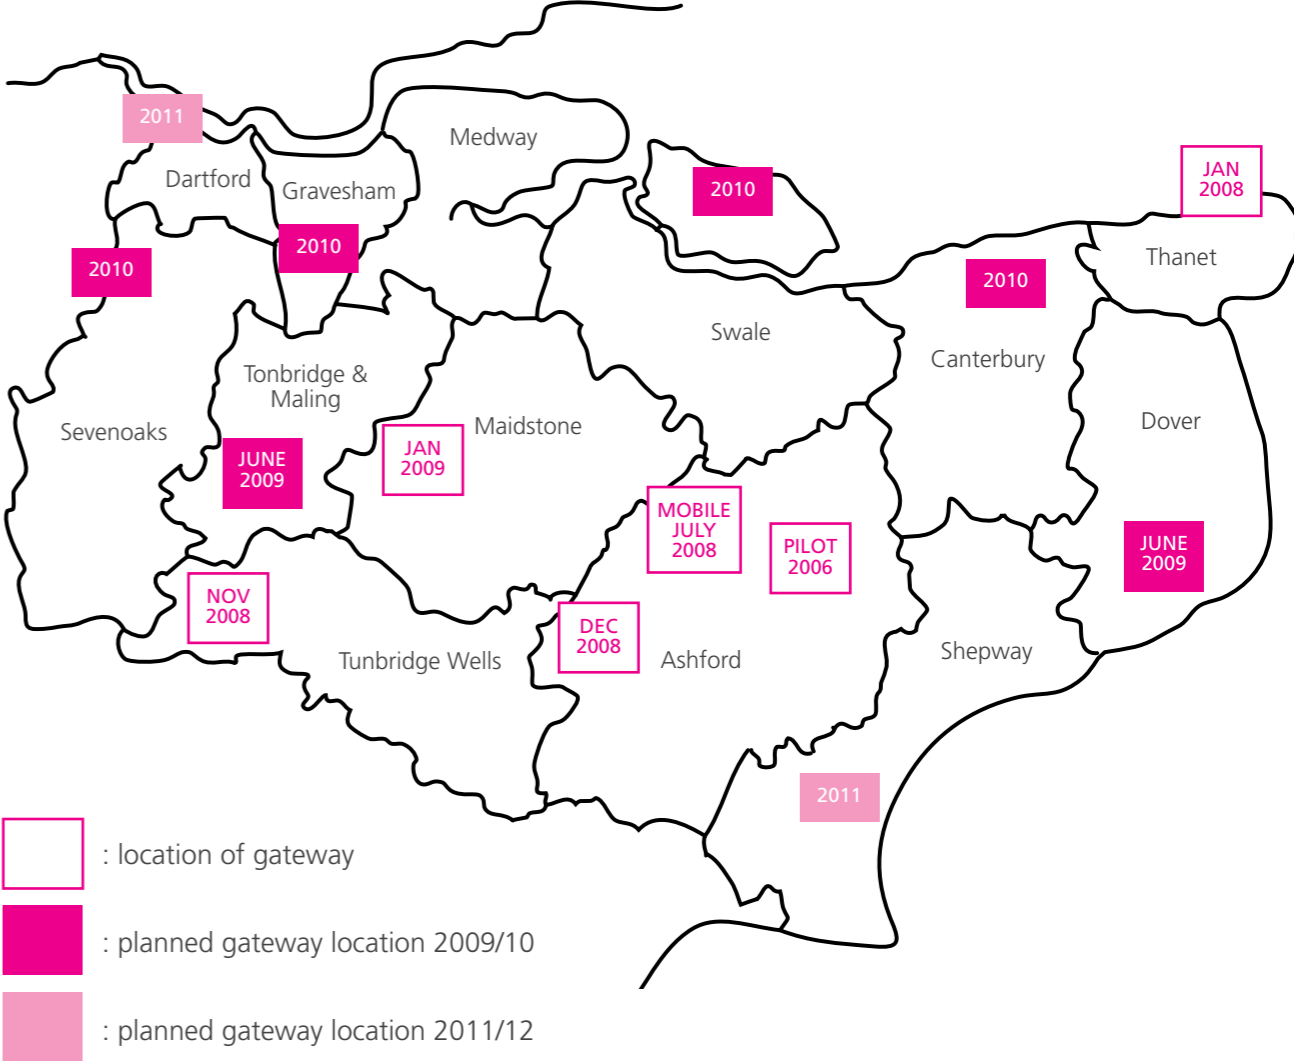 2011
Medway
JAN
2008
Dartford
Gravesham
2010
2010
Thanet
2010
2010
Swale
Canterbury
Tonbridge &
Maling
Sevenoaks
Maidstone
Dover
JAN
2009
JUNE
2009
MOBILE
JULY
2008
PILOT
2006
JUNE
2009
NOV
2008
DEC
2008
Tunbridge Wells
Ashford
Shepway
2011
: location of gateway
: planned gateway location 2009/10
: planned gateway location 2011/12